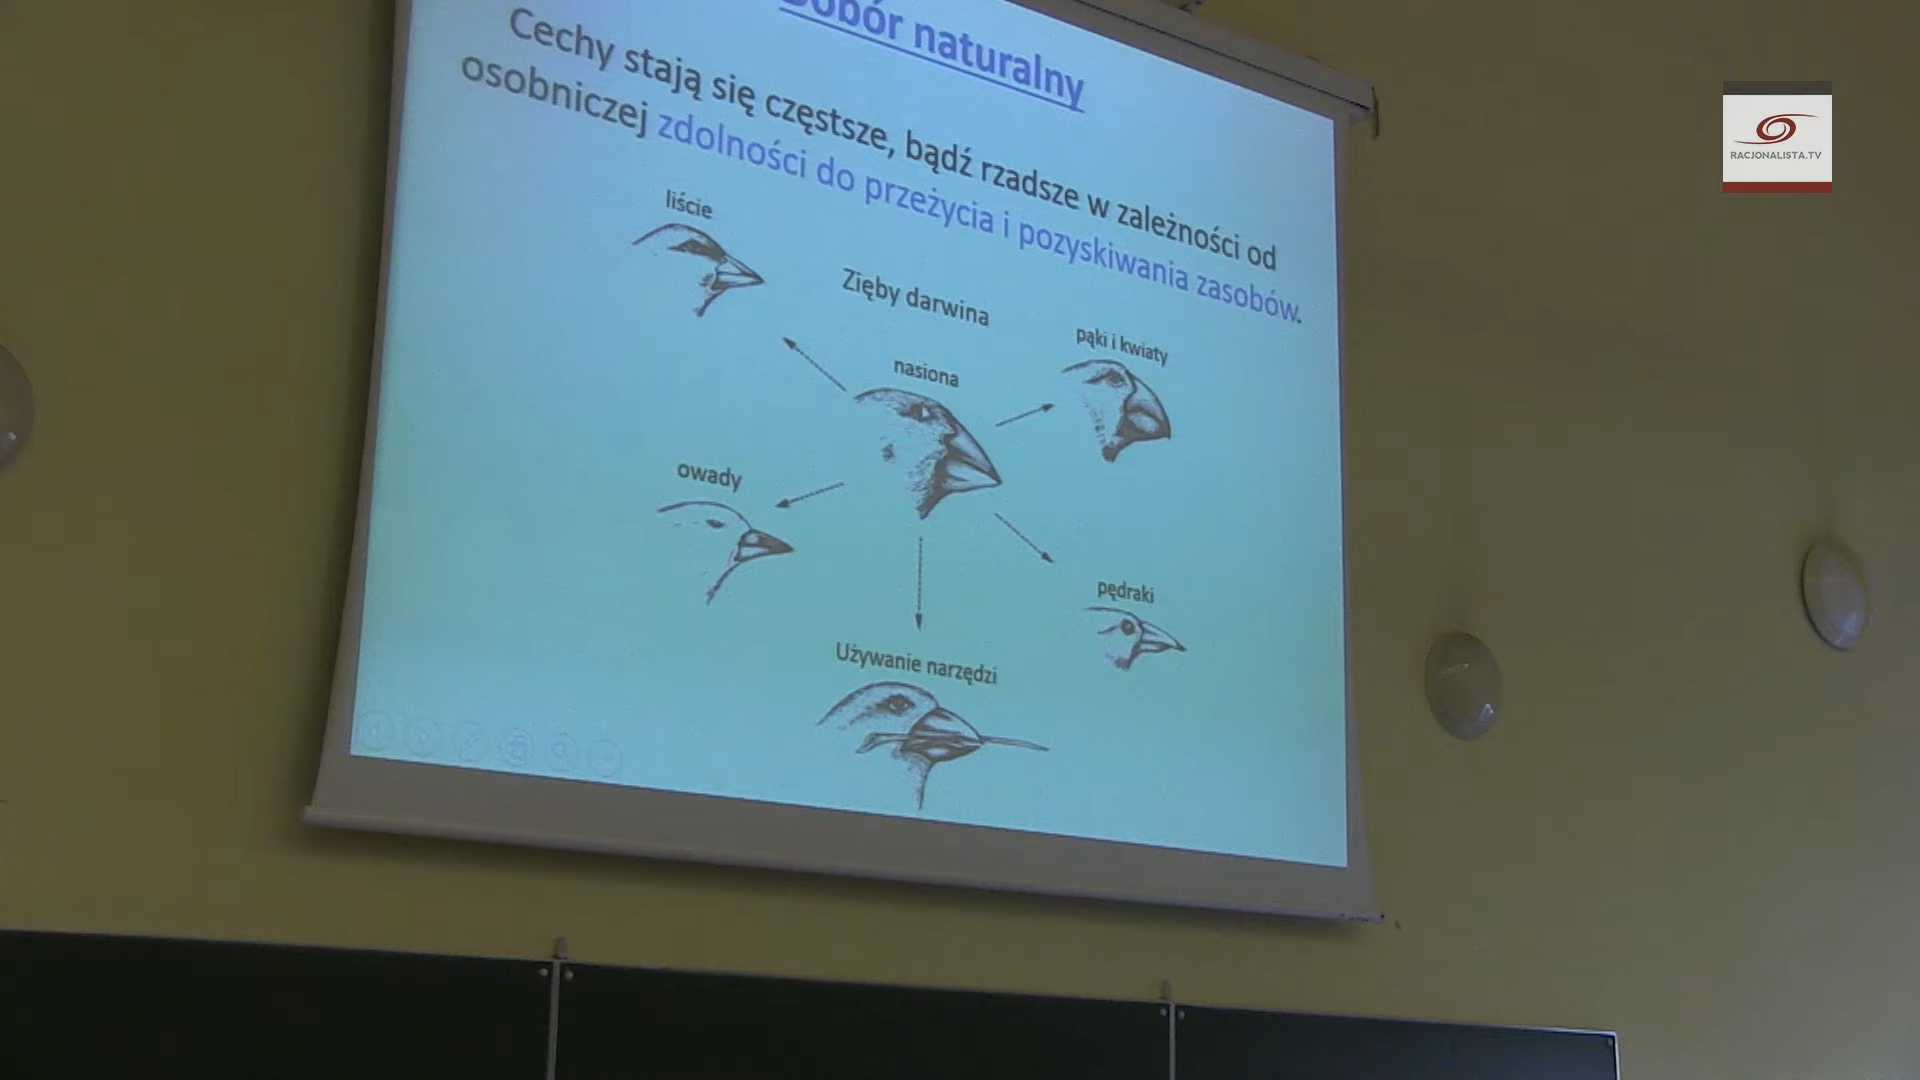 Dobór naturalny
Cechy stają się częstsze, bądź rzadsze w zależności od
osobniczej zdolności do przeżycia i pozyskiwania zasobów.
liście
Zięby darwina
pąki i kwiaty
nasiona
owady
pędraki
Używanie narzędzi
RACJONALISTA.TV